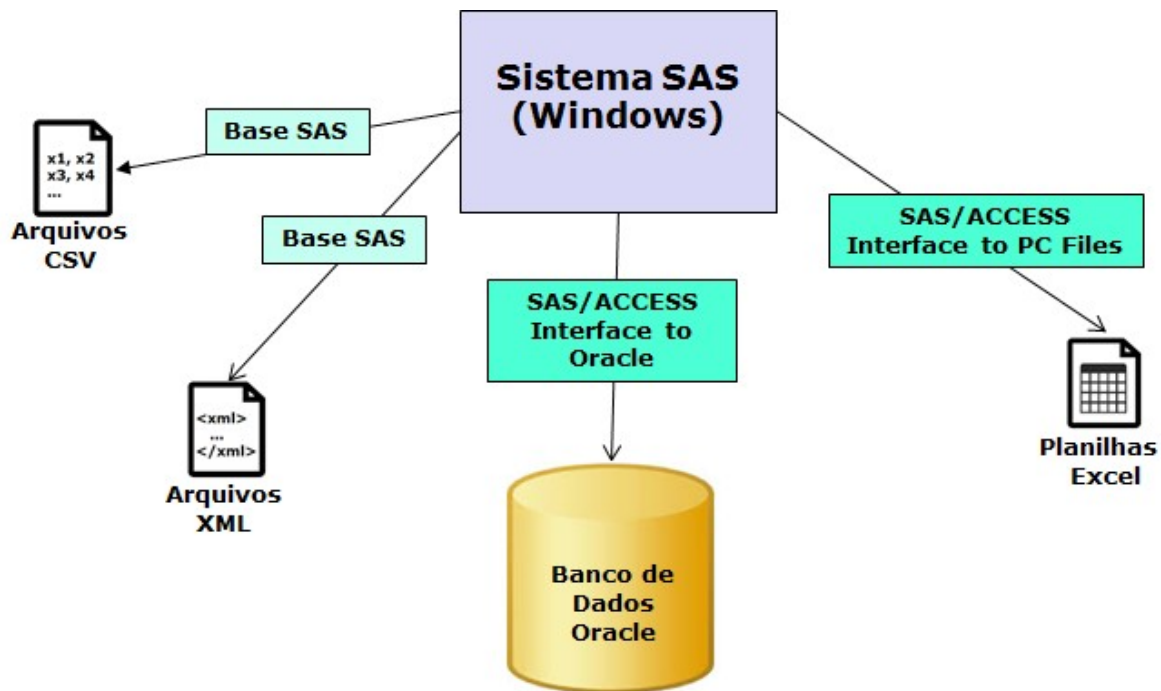 Sistema SAS
(Windows)
Base SAS
x1, x2
x3, x4
...
Arquivos
CSV
Base SAS
<xml>
...
</xml>
Arquivos
XML
SAS/ACCESS
Interface to
Oracle
Banco de
Dados
Oracle
SAS/ACCESS
Interface to PC Files
Planilhas
Excel